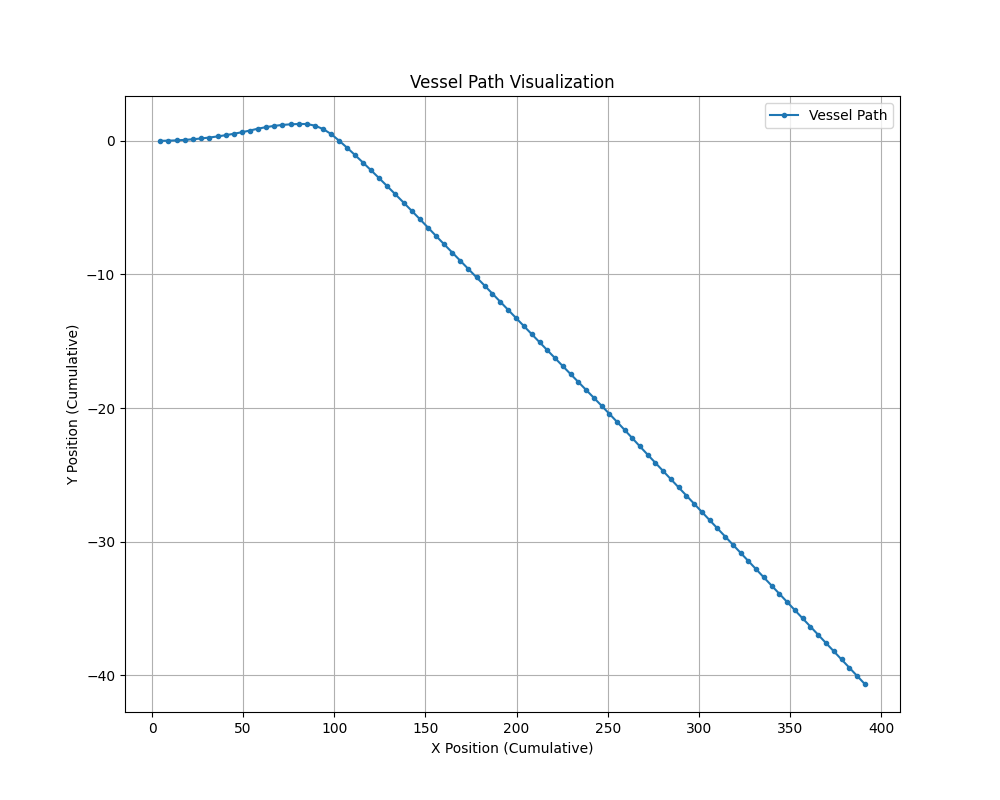 Vessel Path Visualization
Vessel Path
0
−10
−20
−30
−40
Y Position (Cumulative)
0 50 100 150 200 250 300 350 400
X Position (Cumulative)